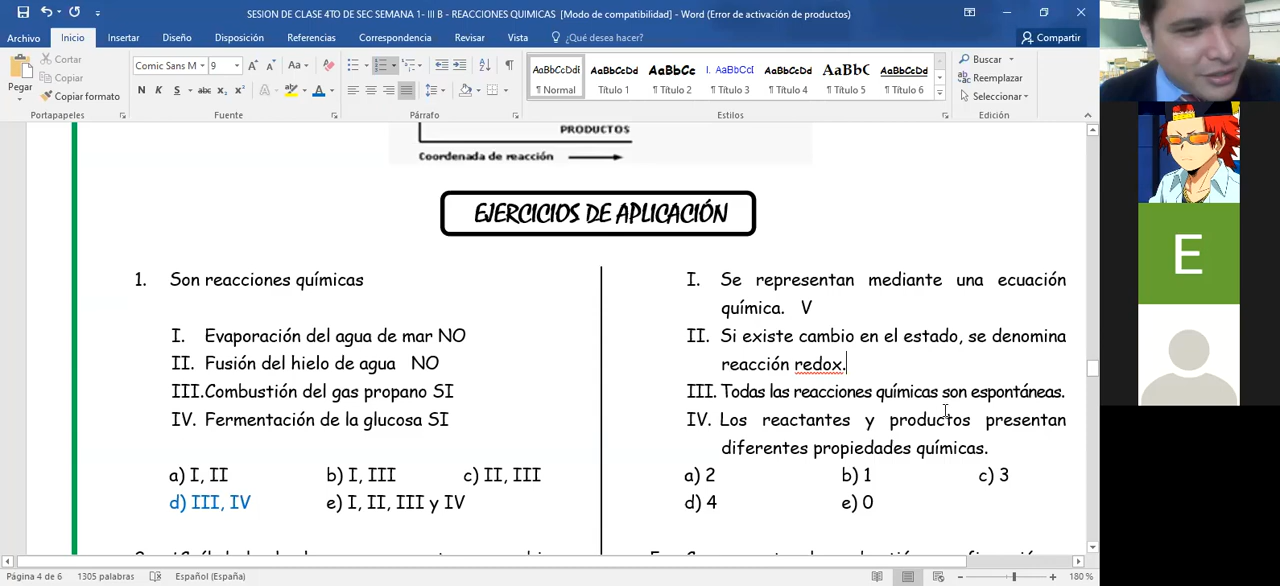 SESION DE CLASE 4TO DE SEC SEMANA 1- III B - REACCIONES QUIMICAS [Modo de compatibilidad] - Word (Error de activación de productos)
Archivo Inicio Insertar Diseño Disposición Referencias Correspondencia Revisar Vista ¿Qué desea hacer? Compartir
Pegar
Cortar
Copiar
Copiar formato
Portapapeles
Comic Sans M 9
N K S abc x₂ x²
Fuente
Párrafo
AaBbCcDdE AaBbCcDd AaBbCc I. AaBbCcI AaBbCcDd AaBbC AaBbCcDd
¶ Normal ¶ Título 1 ¶ Título 2 ¶ Título 3 ¶ Título 4 ¶ Título 5 ¶ Título 6
Estilos
Buscar
Reemplazar
Seleccionar
Edición
PRODUCTOS
Coordenada de reacción
EJERCICIOS DE APLICACIÓN
1. Son reacciones químicas
I. Evaporación del agua de mar NO
II. Fusión del hielo de agua NO
III.Combustión del gas propano SI
IV. Fermentación de la glucosa SI
a) I, II b) I, III c) II, III
d) III, IV e) I, II, III y IV
I. Se representan mediante una ecuación
química. V
II. Si existe cambio en el estado, se denomina
reacción redox.
III. Todas las reacciones químicas son espontáneas.
IV. Los reactantes y productos presentan
diferentes propiedades químicas.
a) 2 b) 1 c) 3
d) 4 e) 0
E
Página 4 de 6 1305 palabras Español (España) 180 %